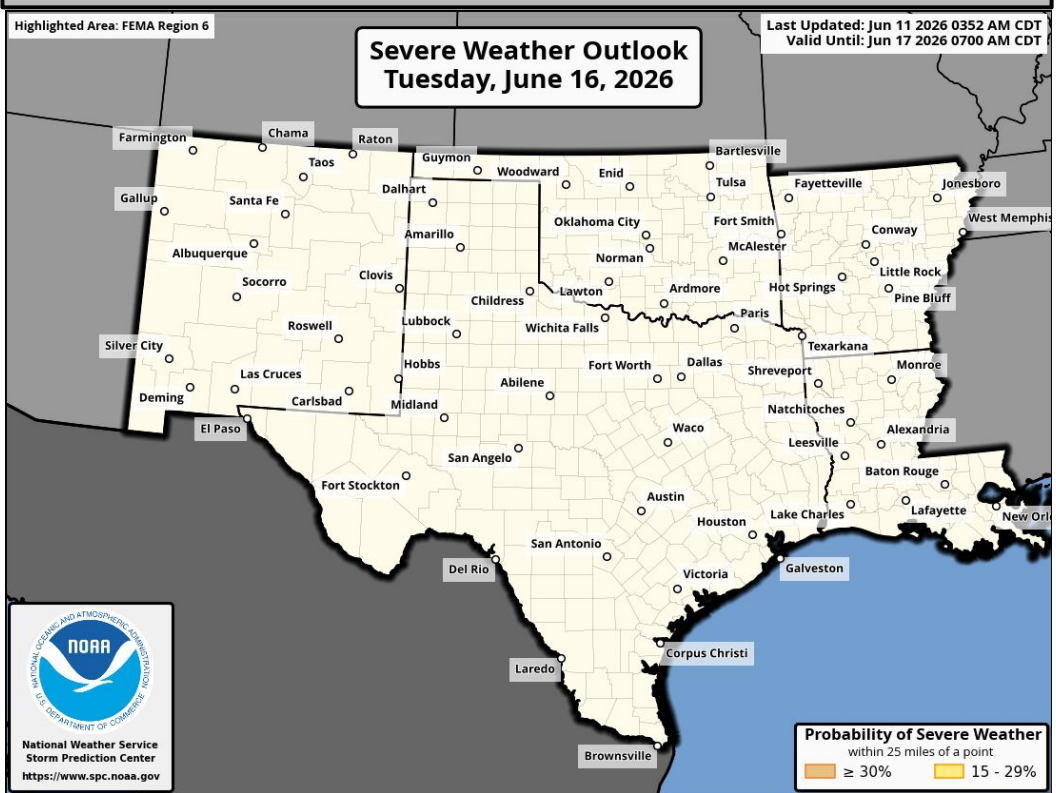 Highlighted Area: FEMA Region 6
Last Updated: Jun 11 2026 0352 AM CDT
Valid Until: Jun 17 2026 0700 AM CDT
Severe Weather Outlook
Tuesday, June 16, 2026
Farmington
Chama
Raton
Taos
Guymon
Woodward
Enid
Bartlesville
Tulsa
Fayetteville
Jonesboro
Gallup
Santa Fe
Dalhart
Oklahoma City
Fort Smith
West Memphis
Albuquerque
Amarillo
Norman
McAlester
Conway
Socorro
Clovis
Childress
Lawton
Ardmore
Hot Springs
Little Rock
Pine Bluff
Roswell
Lubbock
Wichita Falls
Paris
Texarkana
Silver City
Las Cruces
Hobbs
Fort Worth
Dallas
Shreveport
Monroe
Deming
Carlsbad
Midland
Abilene
Natchitoches
El Paso
Waco
Leesville
Alexandria
San Angelo
Fort Stockton
Baton Rouge
Austin
Houston
Lake Charles
Lafayette
New Orl
San Antonio
Del Rio
Victoria
Galveston
Laredo
Corpus Christi
Brownsville
NATIONAL OCEANIC AND ATMOSPHERIC ADMINISTRATION
NOAA
U.S. DEPARTMENT OF COMMERCE
National Weather Service
Storm Prediction Center
https://www.spc.noaa.gov
Probability of Severe Weather
within 25 miles of a point
≥ 30%
15 - 29%